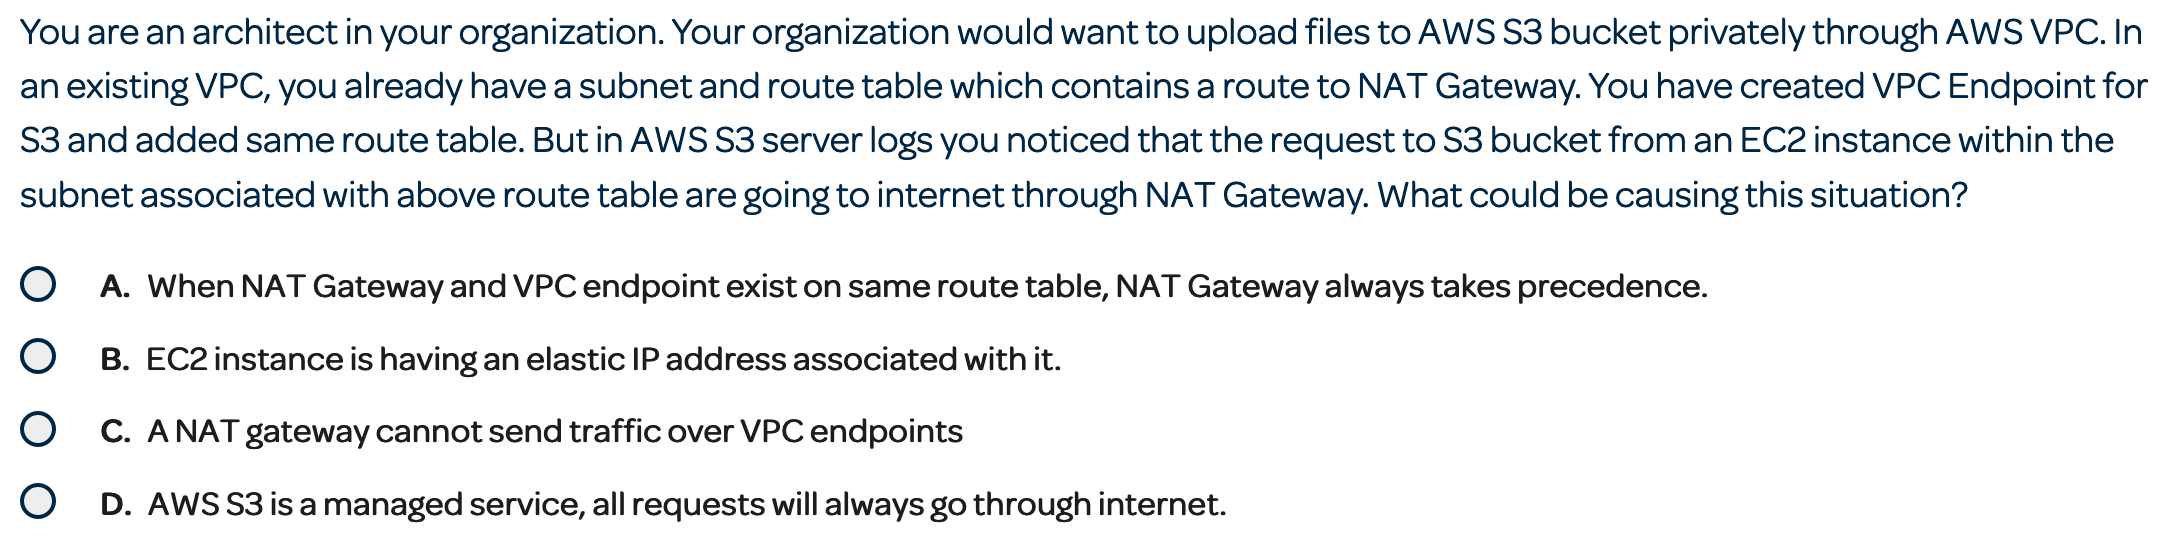 You are an architect in your organization. Your organization would want to upload files to AWS S3 bucket privately through AWS VPC. In
an existing VPC, you already have a subnet and route table which contains a route to NAT Gateway. You have created VPC Endpoint for
S3 and added same route table. But in AWS S3 server logs you noticed that the request to S3 bucket from an EC2 instance within the
subnet associated with above route table are going to internet through NAT Gateway. What could be causing this situation?
A. When NAT Gateway and VPC endpoint exist on same route table, NAT Gateway always takes precedence.
B. EC2 instance is having an elastic IP address associated with it.
C. A NAT gateway cannot send traffic over VPC endpoints
D. AWS S3 is a managed service, all requests will always go through internet.